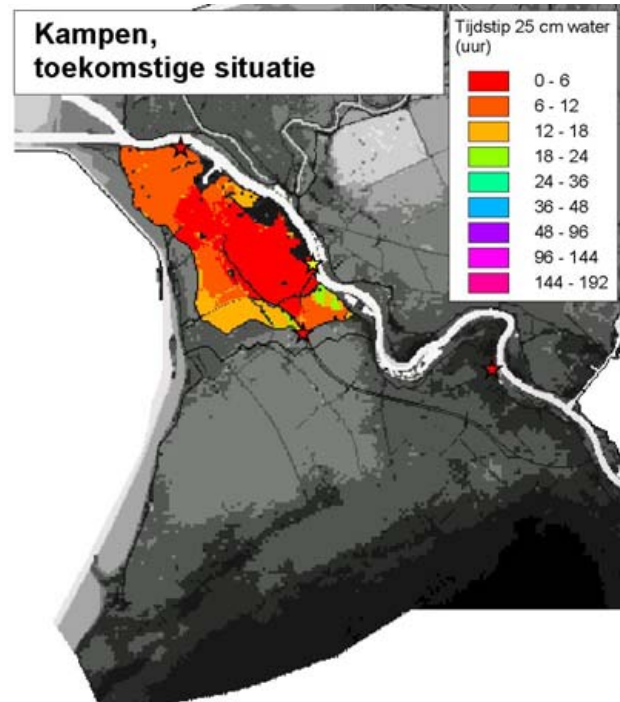 Kampen,
toekomstige situatie
Tijdstip 25 cm water
(uur)
0 - 6
6 - 12
12 - 18
18 - 24
24 - 36
36 - 48
48 - 96
96 - 144
144 - 192